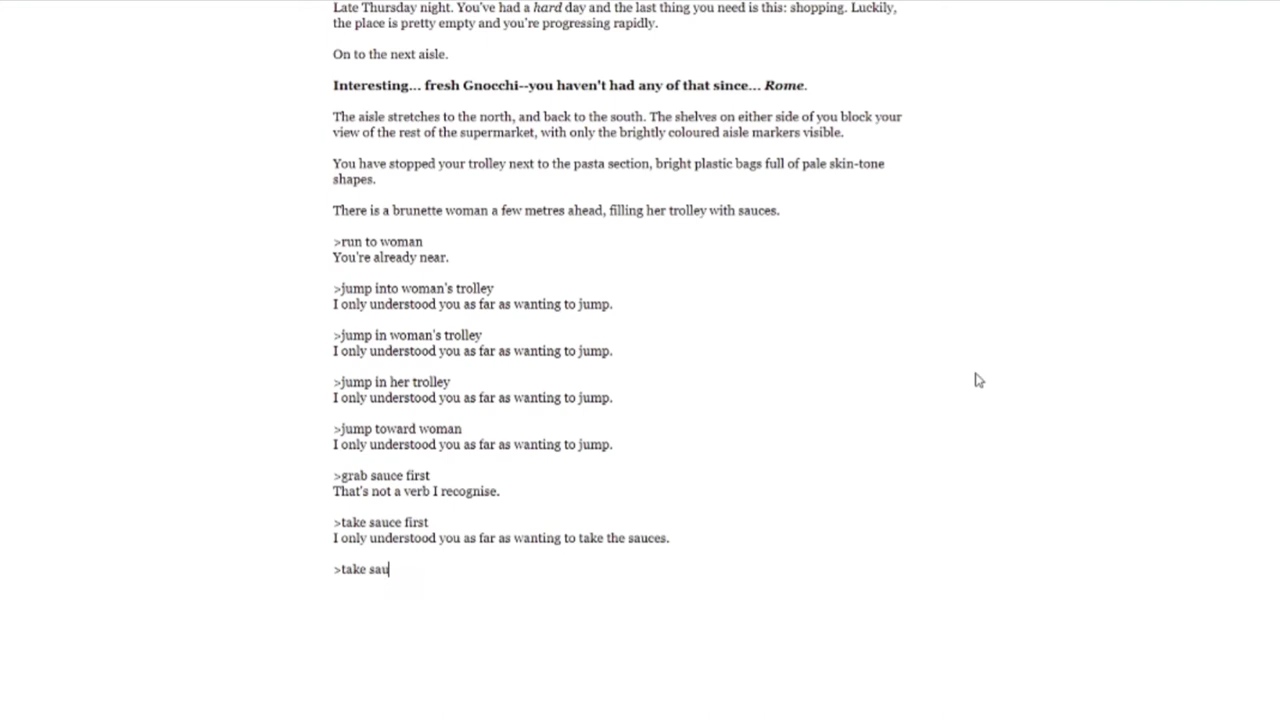 Late Thursday night. You've had a hard day and the last thing you need is this: shopping. Luckily,
the place is pretty empty and you're progressing rapidly.
On to the next aisle.
Interesting... fresh Gnocchi--you haven't had any of that since... Rome.
The aisle stretches to the north, and back to the south. The shelves on either side of you block your
view of the rest of the supermarket, with only the brightly coloured aisle markers visible.
You have stopped your trolley next to the pasta section, bright plastic bags full of pale skin-tone
shapes.
There is a brunette woman a few metres ahead, filling her trolley with sauces.
>run to woman
You're already near.
>jump into woman's trolley
I only understood you as far as wanting to jump.
>jump in woman's trolley
I only understood you as far as wanting to jump.
>jump in her trolley
I only understood you as far as wanting to jump.
>jump toward woman
I only understood you as far as wanting to jump.
>grab sauce first
That's not a verb I recognise.
>take sauce first
I only understood you as far as wanting to take the sauces.
>take sau